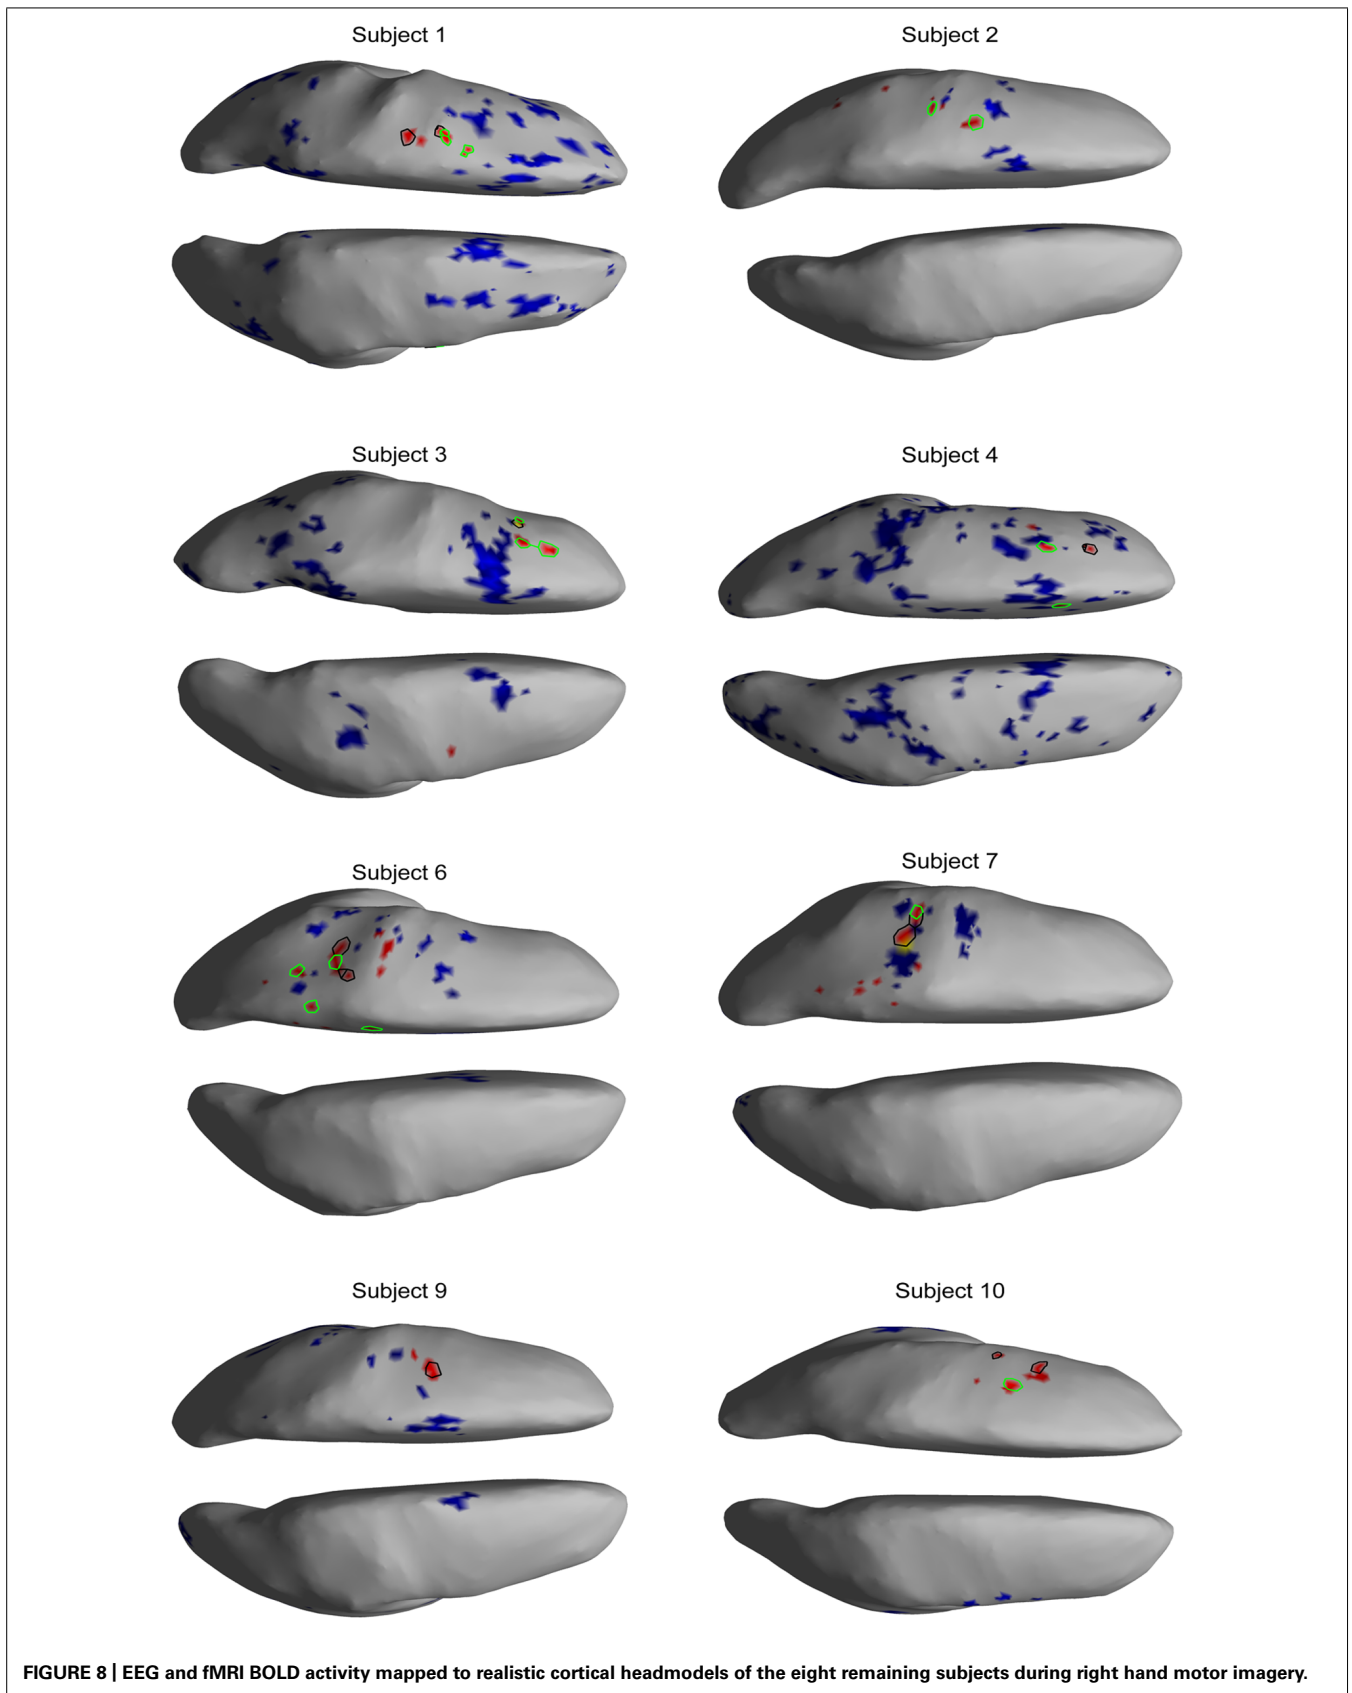 Subject 1
Subject 2
Subject 3
Subject 4
Subject 6
Subject 7
Subject 9
Subject 10
FIGURE 8 | EEG and fMRI BOLD activity mapped to realistic cortical headmodels of the eight remaining subjects during right hand motor imagery.